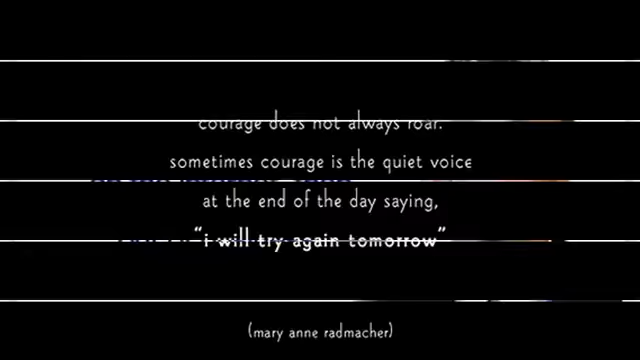 courage does not always roar.
sometimes courage is the quiet voice
at the end of the day saying,
“i will try again tomorrow”
(mary anne radmacher)